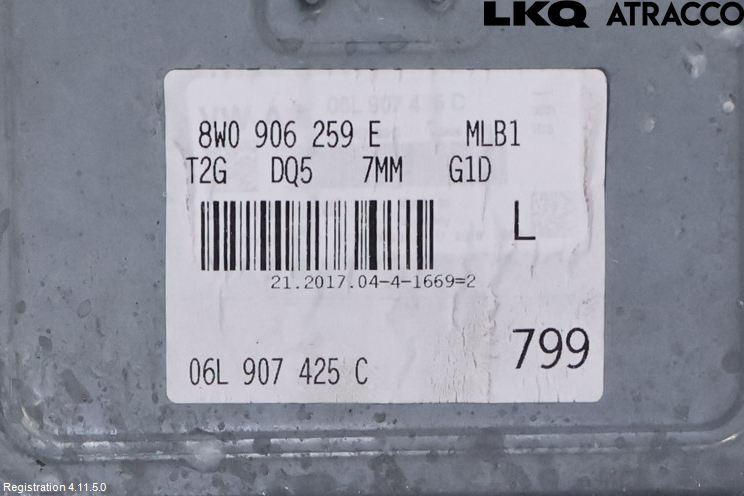 LKQ ATRACCO
8W0 906 259 E MLB1
T2G DQ5 7MM G1D
L
21.2017.04-4-1669=2
799
06L 907 425 C
Registration 4.11.5.0